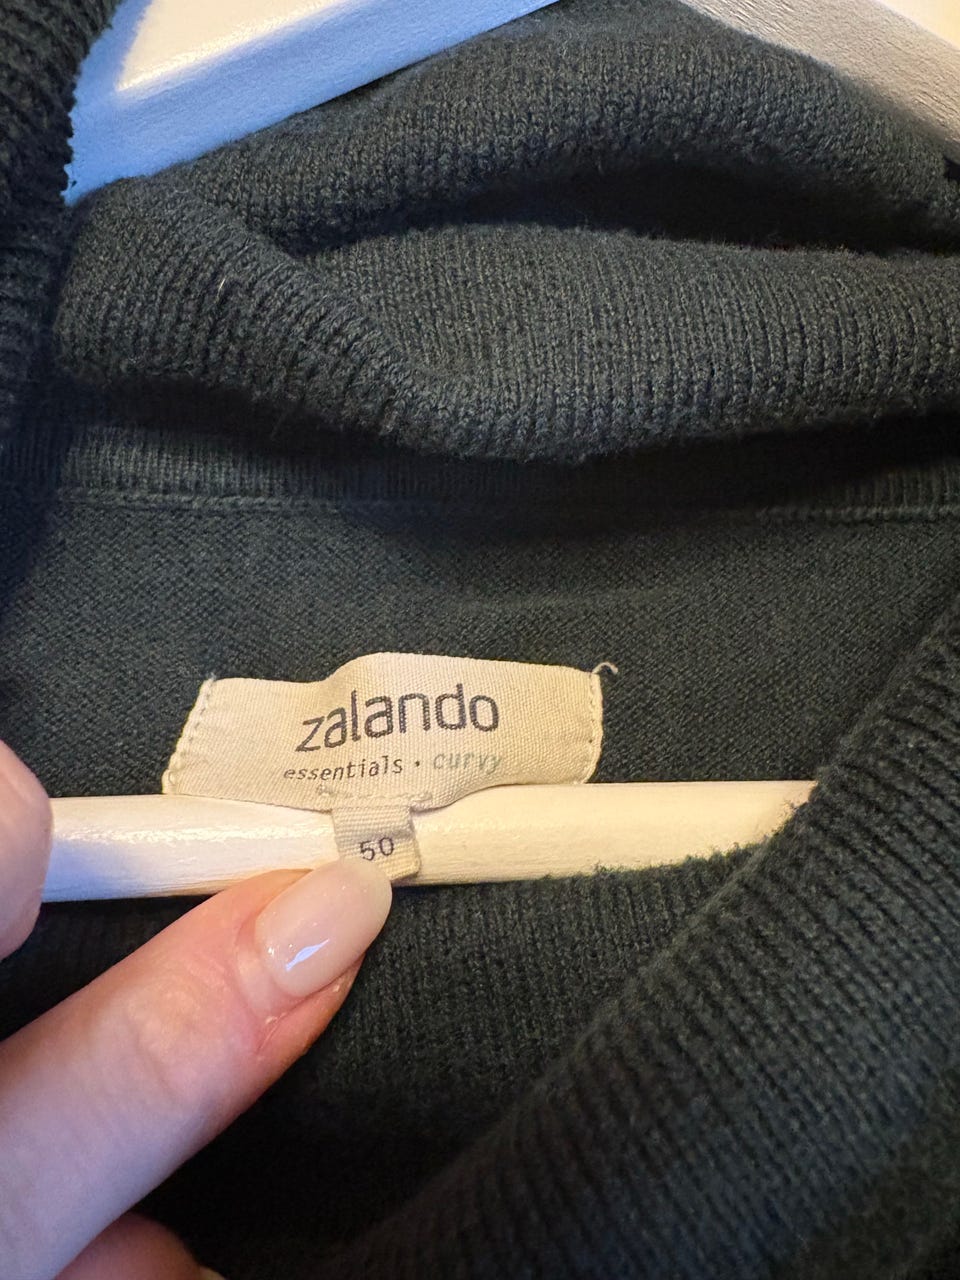 zalando
essentials · curvy
50